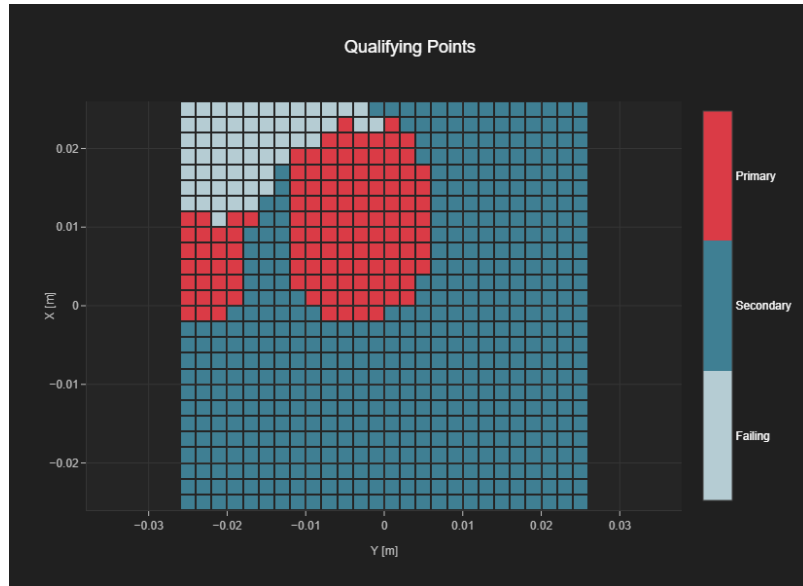 Qualifying Points
0.02
0.01
0
−0.01
−0.02
X [m]
−0.03
−0.02
−0.01
0
0.01
0.02
0.03
Y [m]
Primary
Secondary
Failing